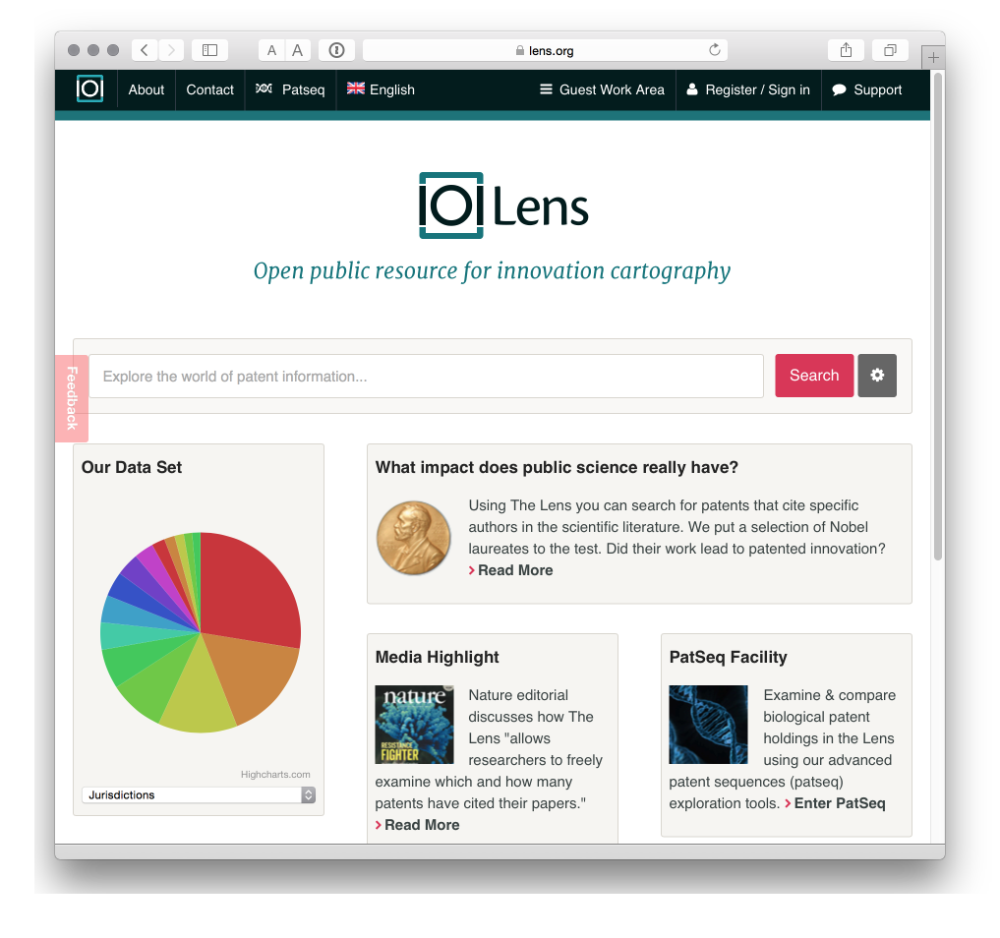 A A lens.org
About Contact Patseq English Guest Work Area Register / Sign in Support
Lens
Open public resource for innovation cartography
Feedback
Explore the world of patent information...
Search
Our Data Set
Highcharts.com
Jurisdictions
What impact does public science really have?
Using The Lens you can search for patents that cite specific
authors in the scientific literature. We put a selection of Nobel
laureates to the test. Did their work lead to patented innovation?
Read More
Media Highlight
nature
RESISTANCE
FIGHTER
Nature editorial
discusses how The
Lens "allows
researchers to freely
examine which and how many
patents have cited their papers."
Read More
PatSeq Facility
Examine & compare
biological patent
holdings in the Lens
using our advanced
patent sequences (patseq)
exploration tools. Enter PatSeq